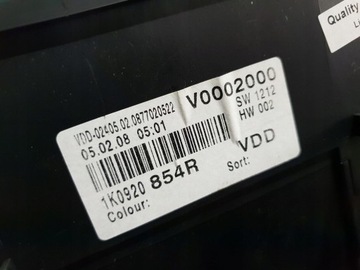 Quality
VDD-02405.02.0877020522
V0002000
05.02.08 05:01
SW 1212
HW 002
1K0920 854R
Sort: VDD
Colour: